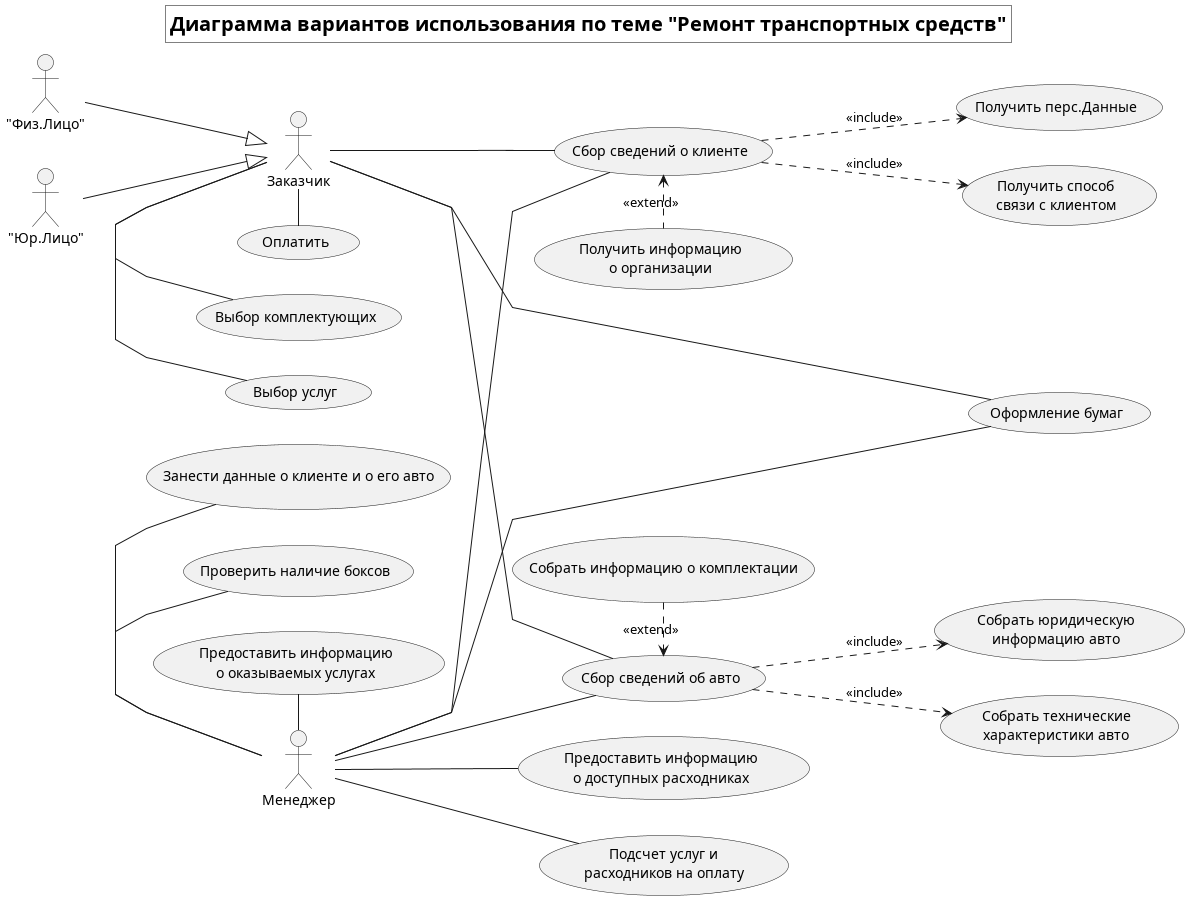 Диаграмма вариантов использования по теме "Ремонт транспортных средств"
"Физ.Лицо"
"Юр.Лицо"
Заказчик
Оплатить
Выбор комплектующих
Выбор услуг
Занести данные о клиенте и о его авто
Проверить наличие боксов
Предоставить информацию
о оказываемых услугах
Менеджер
Сбор сведений о клиенте
«extend»
Получить информацию
о организации
Собрать информацию о комплектации
«extend»
Сбор сведений об авто
Предоставить информацию
о доступных расходниках
Подсчет услуг и
расходников на оплату
«include»
«include»
Получить перс.Данные
Получить способ
связи с клиентом
Оформление бумаг
«include»
«include»
Собрать юридическую
информацию авто
Собрать технические
характеристики авто